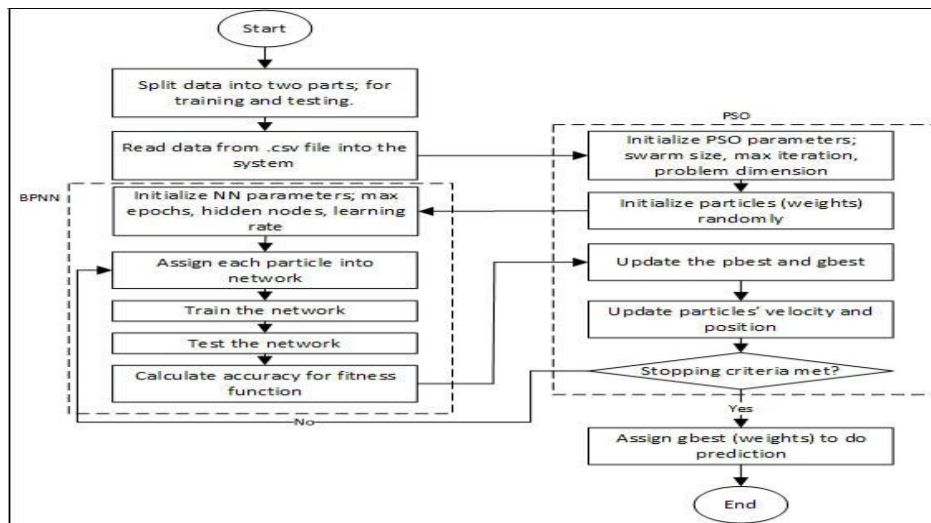 Start
Split data into two parts; for
training and testing.
Read data from .csv file into the
system
PSO
Initialize PSO parameters;
swarm size, max iteration,
problem dimension
Initialize particles (weights)
randomly
BPNN
Initialize NN parameters; max
epochs, hidden nodes, learning
rate
Assign each particle into
network
Train the network
Test the network
Calculate accuracy for fitness
function
Update the pbest and gbest
Update particles' velocity and
position
Stopping criteria met?
No
Yes
Assign gbest (weights) to do
prediction
End